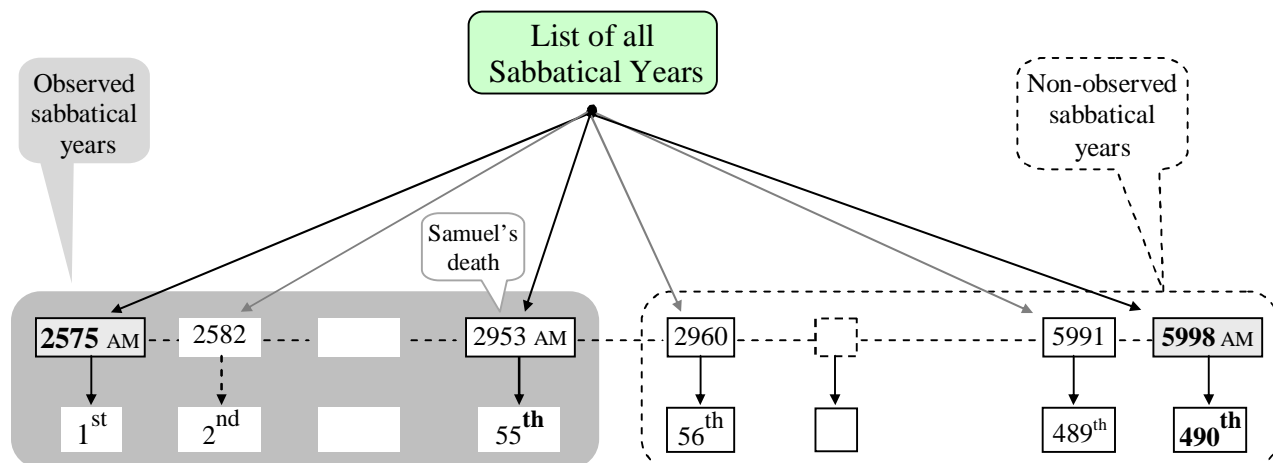 List of all
Sabbatical Years
Observed
sabbatical
years
Non-observed
sabbatical
years
Samuel's
death
2575 AM
2582
2953 AM
2960
5991
5998 AM
1st
2nd
55th
56th
489th
490th